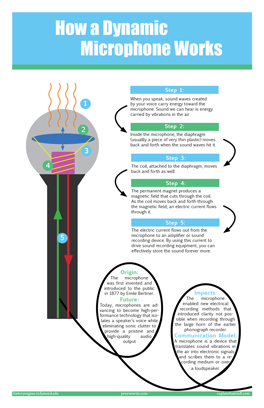 How a Dynamic
Microphone Works
1
2
3
4
5
Step 1:
When you speak, sound waves created
by your voice carry energy toward the
microphone. Sound we can hear is energy
carried by vibrations in the air.
Step 2:
Inside the microphone, the diaphragm
(usually a piece of very thin plastic) moves
back and forth when the sound waves hit it.
Step 3:
The coil, attached to the diaphragm, moves
back and forth as well.
Step 4:
The permanent magnet produces a
magnetic field that cuts through the coil.
As the coil moves back and forth through
the magnetic field, an electric current flows
through it.
Step 5:
The electric current flows out from the
microphone to an amplifier or sound
recording device. By using this current to
drive sound recording equipment, you can
effectively store the sound forever more.
Origin:
The microphone
was first invented and
introduced to the public
in 1877 by Emile Berliner
Future:
Today, microphones are ad-
vancing to become high-per-
formance technology that iso-
lates a speaker's voice while
eliminating sonic clutter to
provide a pristine and
high-quality audio
output
Impacts:
The microphone
enabled new electrical
recording methods that
introduced clarity not pos-
sible when recording through
the large horn of the earlier
phonograph recorder
Communication Model:
A microphone is a device that
translates sound vibrations in
the air into electronic signals
and scribes them to a re-
cording medium or over
a loudspeaker.